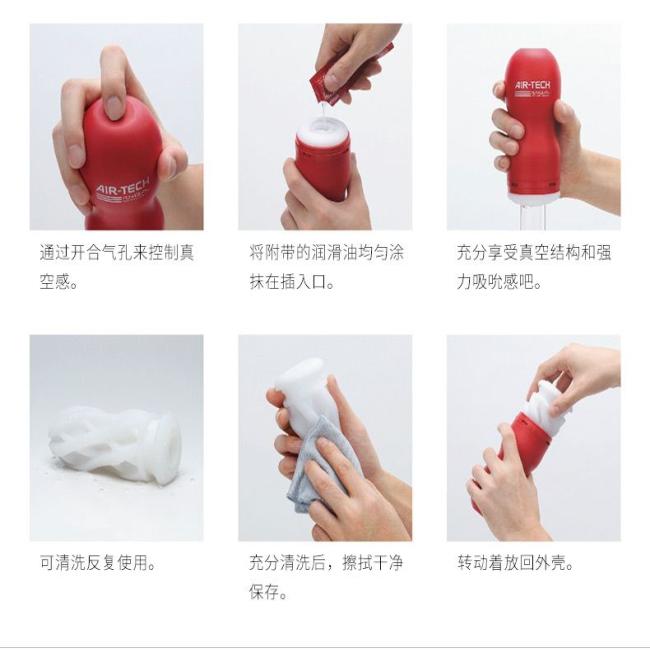 AIR-TECH
AIR-TECH
通过开合气孔来控制真
空感。
将附带的润滑油均匀涂
抹在插入口。
充分享受真空结构和强
力吸吮感吧。
可清洗反复使用。
充分清洗后，擦拭干净
保存。
转动着放回外壳。